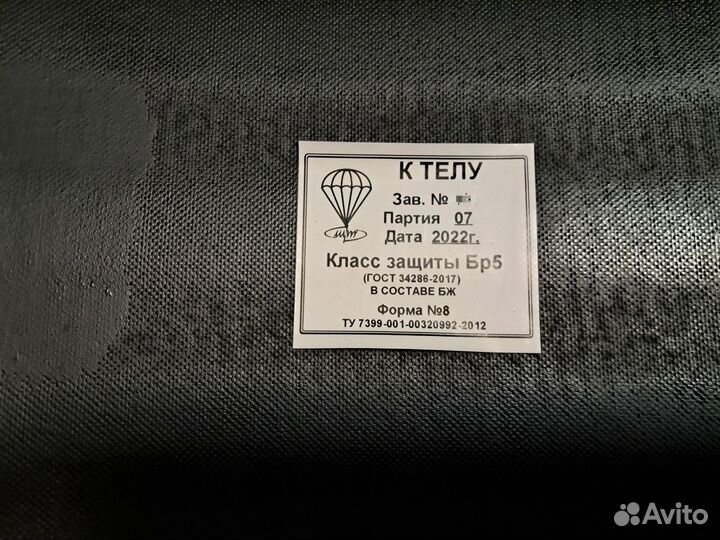 К ТЕЛУ
Зав. №
Партия 07
Дата 2022г.
Класс защиты Бр5
(ГОСТ 34286-2017)
В СОСТАВЕ БЖ
Форма №8
ТУ 7399-001-00320992-2012
Avito